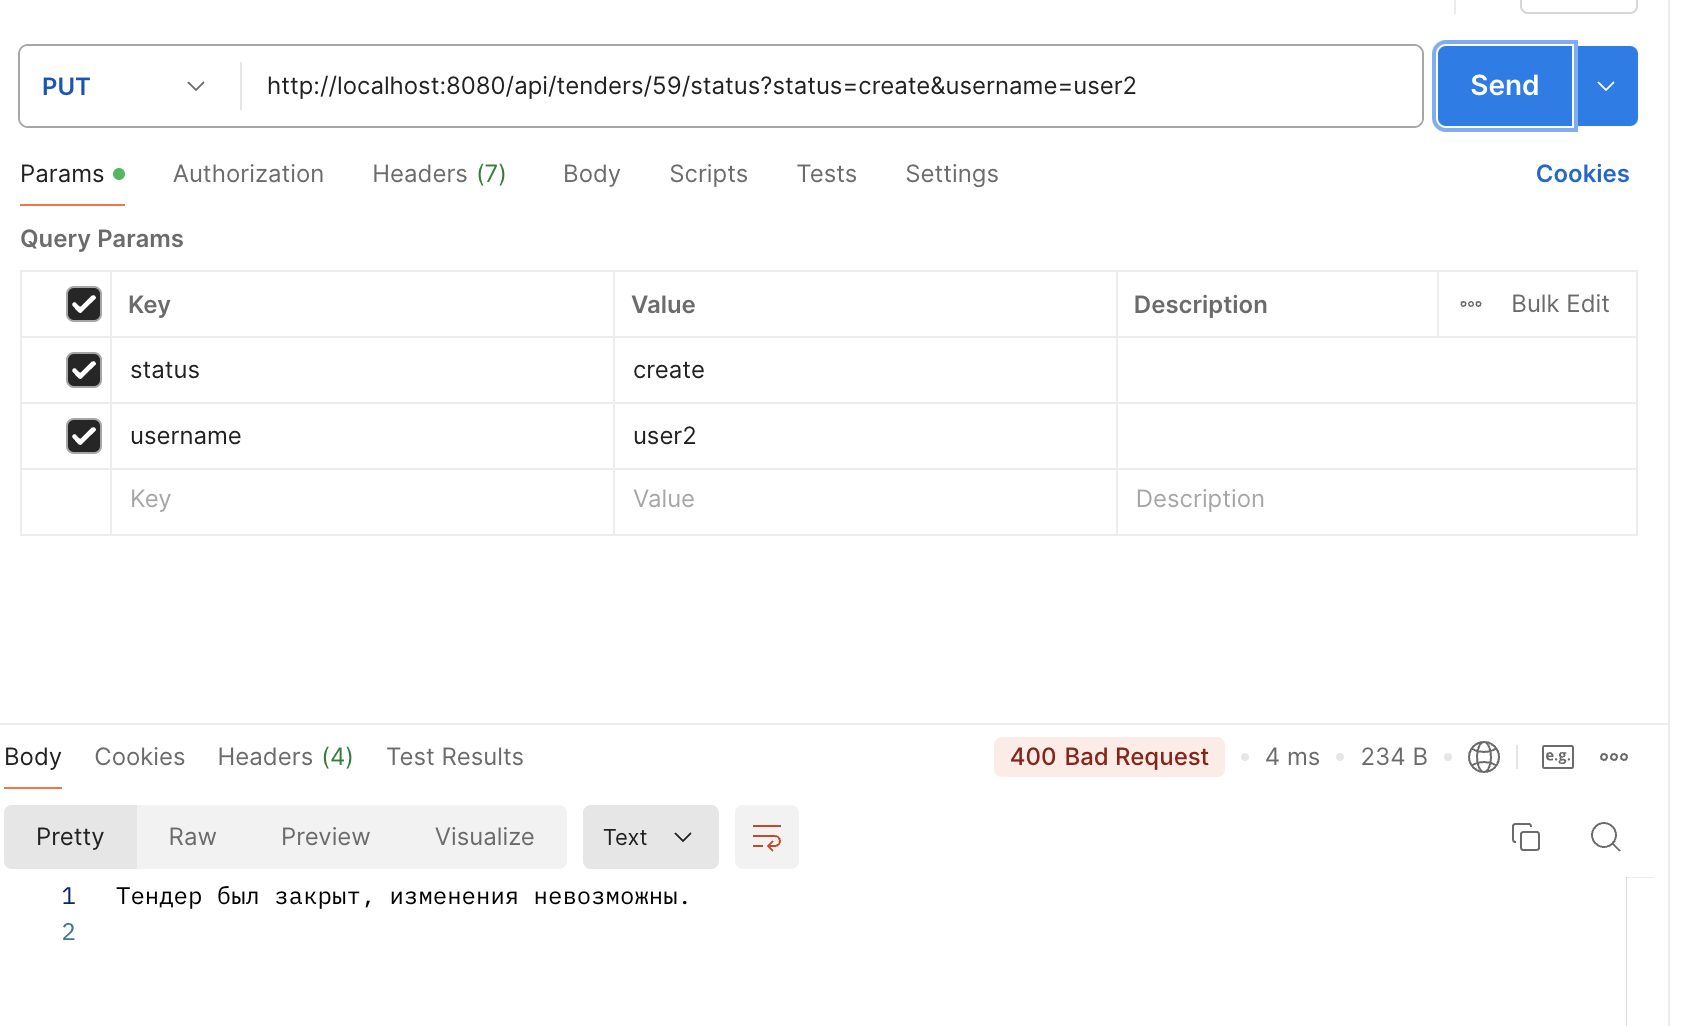 PUT http://localhost:8080/api/tenders/59/status?status=create&username=user2 Send
Params Authorization Headers (7) Body Scripts Tests Settings Cookies
Query Params
Key Value Description Bulk Edit
status create
username user2
Key Value Description
Body Cookies Headers (4) Test Results 400 Bad Request 4 ms 234 B e.g.
Pretty Raw Preview Visualize Text
1 Тендер был закрыт, изменения невозможны.
2